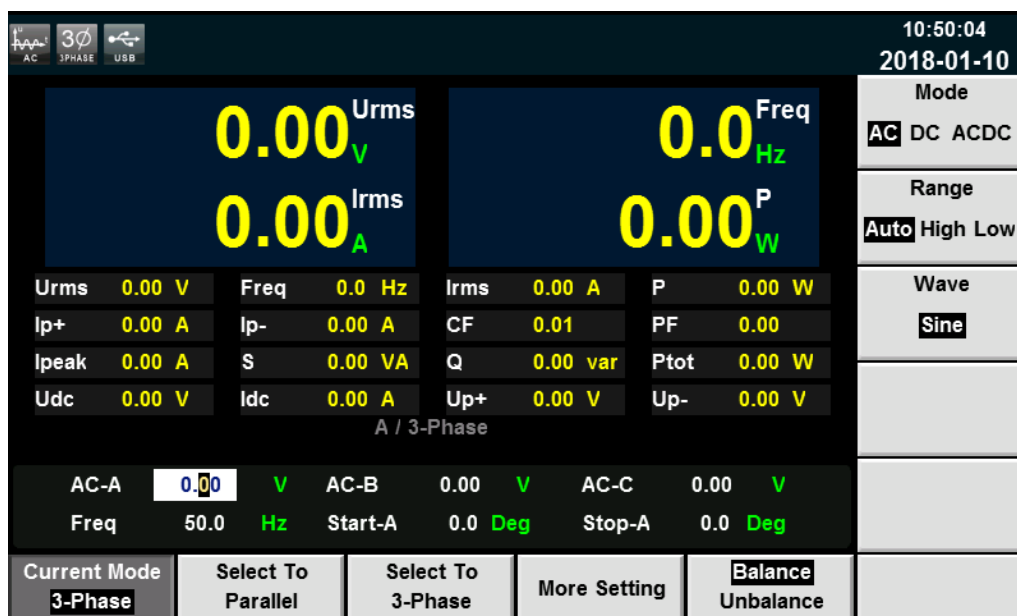 U t
AC
3Ø
3PHASE
USB
10:50:04
2018-01-10
0.00 Urms V
0.0 Freq Hz
0.00 Irms A
0.00 P W
Mode
AC DC ACDC
Range
Auto High Low
Wave
Sine
Urms 0.00 V Freq 0.0 Hz Irms 0.00 A P 0.00 W
Ip+ 0.00 A Ip- 0.00 A CF 0.01 PF 0.00
Ipeak 0.00 A S 0.00 VA Q 0.00 var Ptot 0.00 W
Udc 0.00 V Idc 0.00 A Up+ 0.00 V Up- 0.00 V
A / 3-Phase
AC-A 0.00 V AC-B 0.00 V AC-C 0.00 V
Freq 50.0 Hz Start-A 0.0 Deg Stop-A 0.0 Deg
Current Mode
3-Phase
Select To
Parallel
Select To
3-Phase
More Setting
Balance
Unbalance